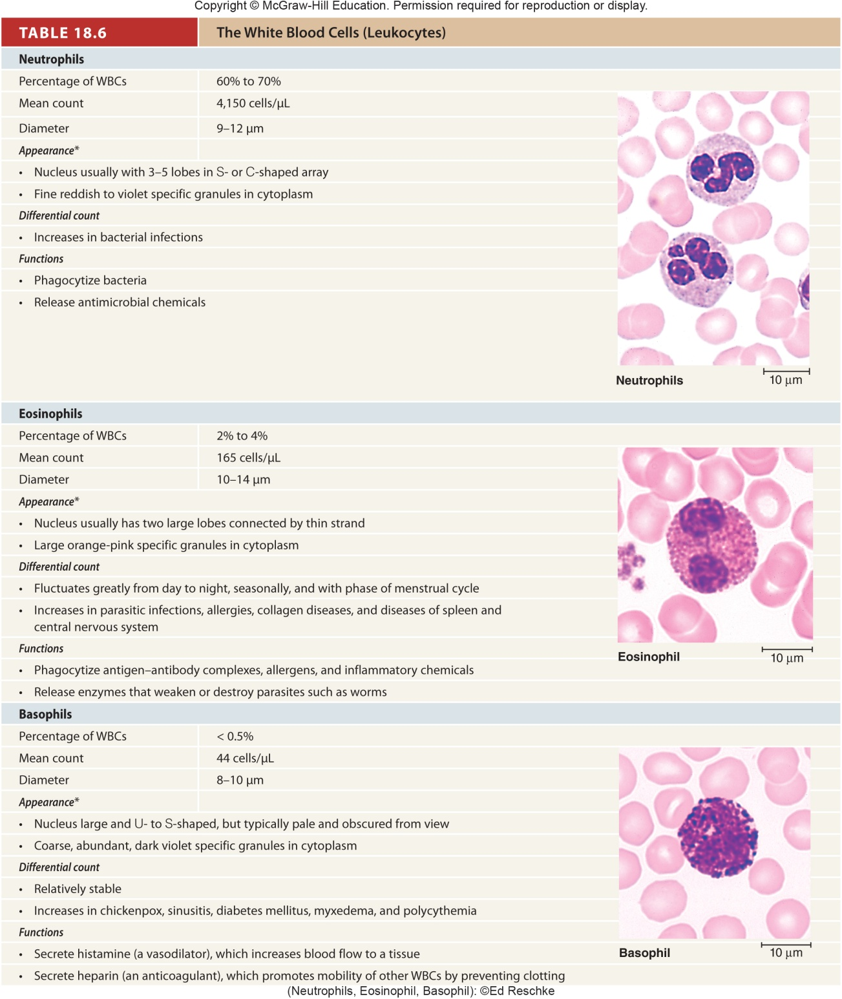 Copyright © McGraw-Hill Education. Permission required for reproduction or display.
TABLE 18.6 The White Blood Cells (Leukocytes)
Neutrophils
Percentage of WBCs 60% to 70%
Mean count 4,150 cells/µL
Diameter 9–12 µm
Appearance*
• Nucleus usually with 3–5 lobes in S- or C-shaped array
• Fine reddish to violet specific granules in cytoplasm
Differential count
• Increases in bacterial infections
Functions
• Phagocytize bacteria
• Release antimicrobial chemicals
Neutrophils 10 µm
Eosinophils
Percentage of WBCs 2% to 4%
Mean count 165 cells/µL
Diameter 10–14 µm
Appearance*
• Nucleus usually has two large lobes connected by thin strand
• Large orange-pink specific granules in cytoplasm
Differential count
• Fluctuates greatly from day to night, seasonally, and with phase of menstrual cycle
• Increases in parasitic infections, allergies, collagen diseases, and diseases of spleen and
central nervous system
Functions
• Phagocytize antigen–antibody complexes, allergens, and inflammatory chemicals
• Release enzymes that weaken or destroy parasites such as worms
Eosinophil 10 µm
Basophils
Percentage of WBCs < 0.5%
Mean count 44 cells/µL
Diameter 8–10 µm
Appearance*
• Nucleus large and U- to S-shaped, but typically pale and obscured from view
• Coarse, abundant, dark violet specific granules in cytoplasm
Differential count
• Relatively stable
• Increases in chickenpox, sinusitis, diabetes mellitus, myxedema, and polycythemia
Functions
• Secrete histamine (a vasodilator), which increases blood flow to a tissue
• Secrete heparin (an anticoagulant), which promotes mobility of other WBCs by preventing clotting
Basophil 10 µm
(Neutrophils, Eosinophil, Basophil): ©Ed Reschke